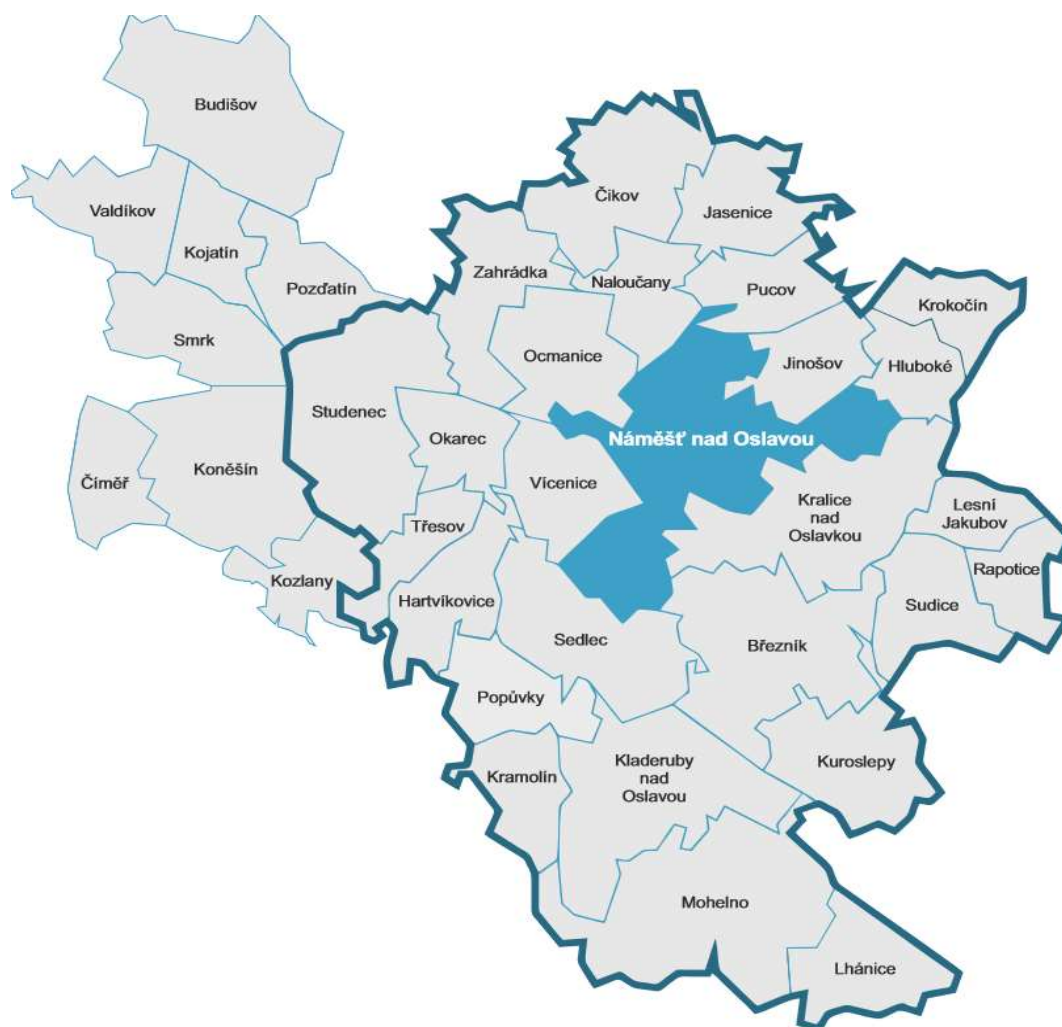 Budišov
Valdíkov
Čikov
Jasenice
Kojatín
Zahrádka
Naloučany
Pozďatín
Pucov
Krokočín
Smrk
Ocmanice
Jinošov
Hluboké
Studenec
Okarec
Náměšť nad Oslavou
Číměř
Koněšín
Vícenice
Kralice
nad
Oslavkou
Lesní
Jakubov
Třesov
Rapotice
Kozlany
Hartvíkovice
Sudice
Sedlec
Březník
Popůvky
Kramolín
Kladeruby
nad
Oslavou
Kuroslepy
Mohelno
Lhánice